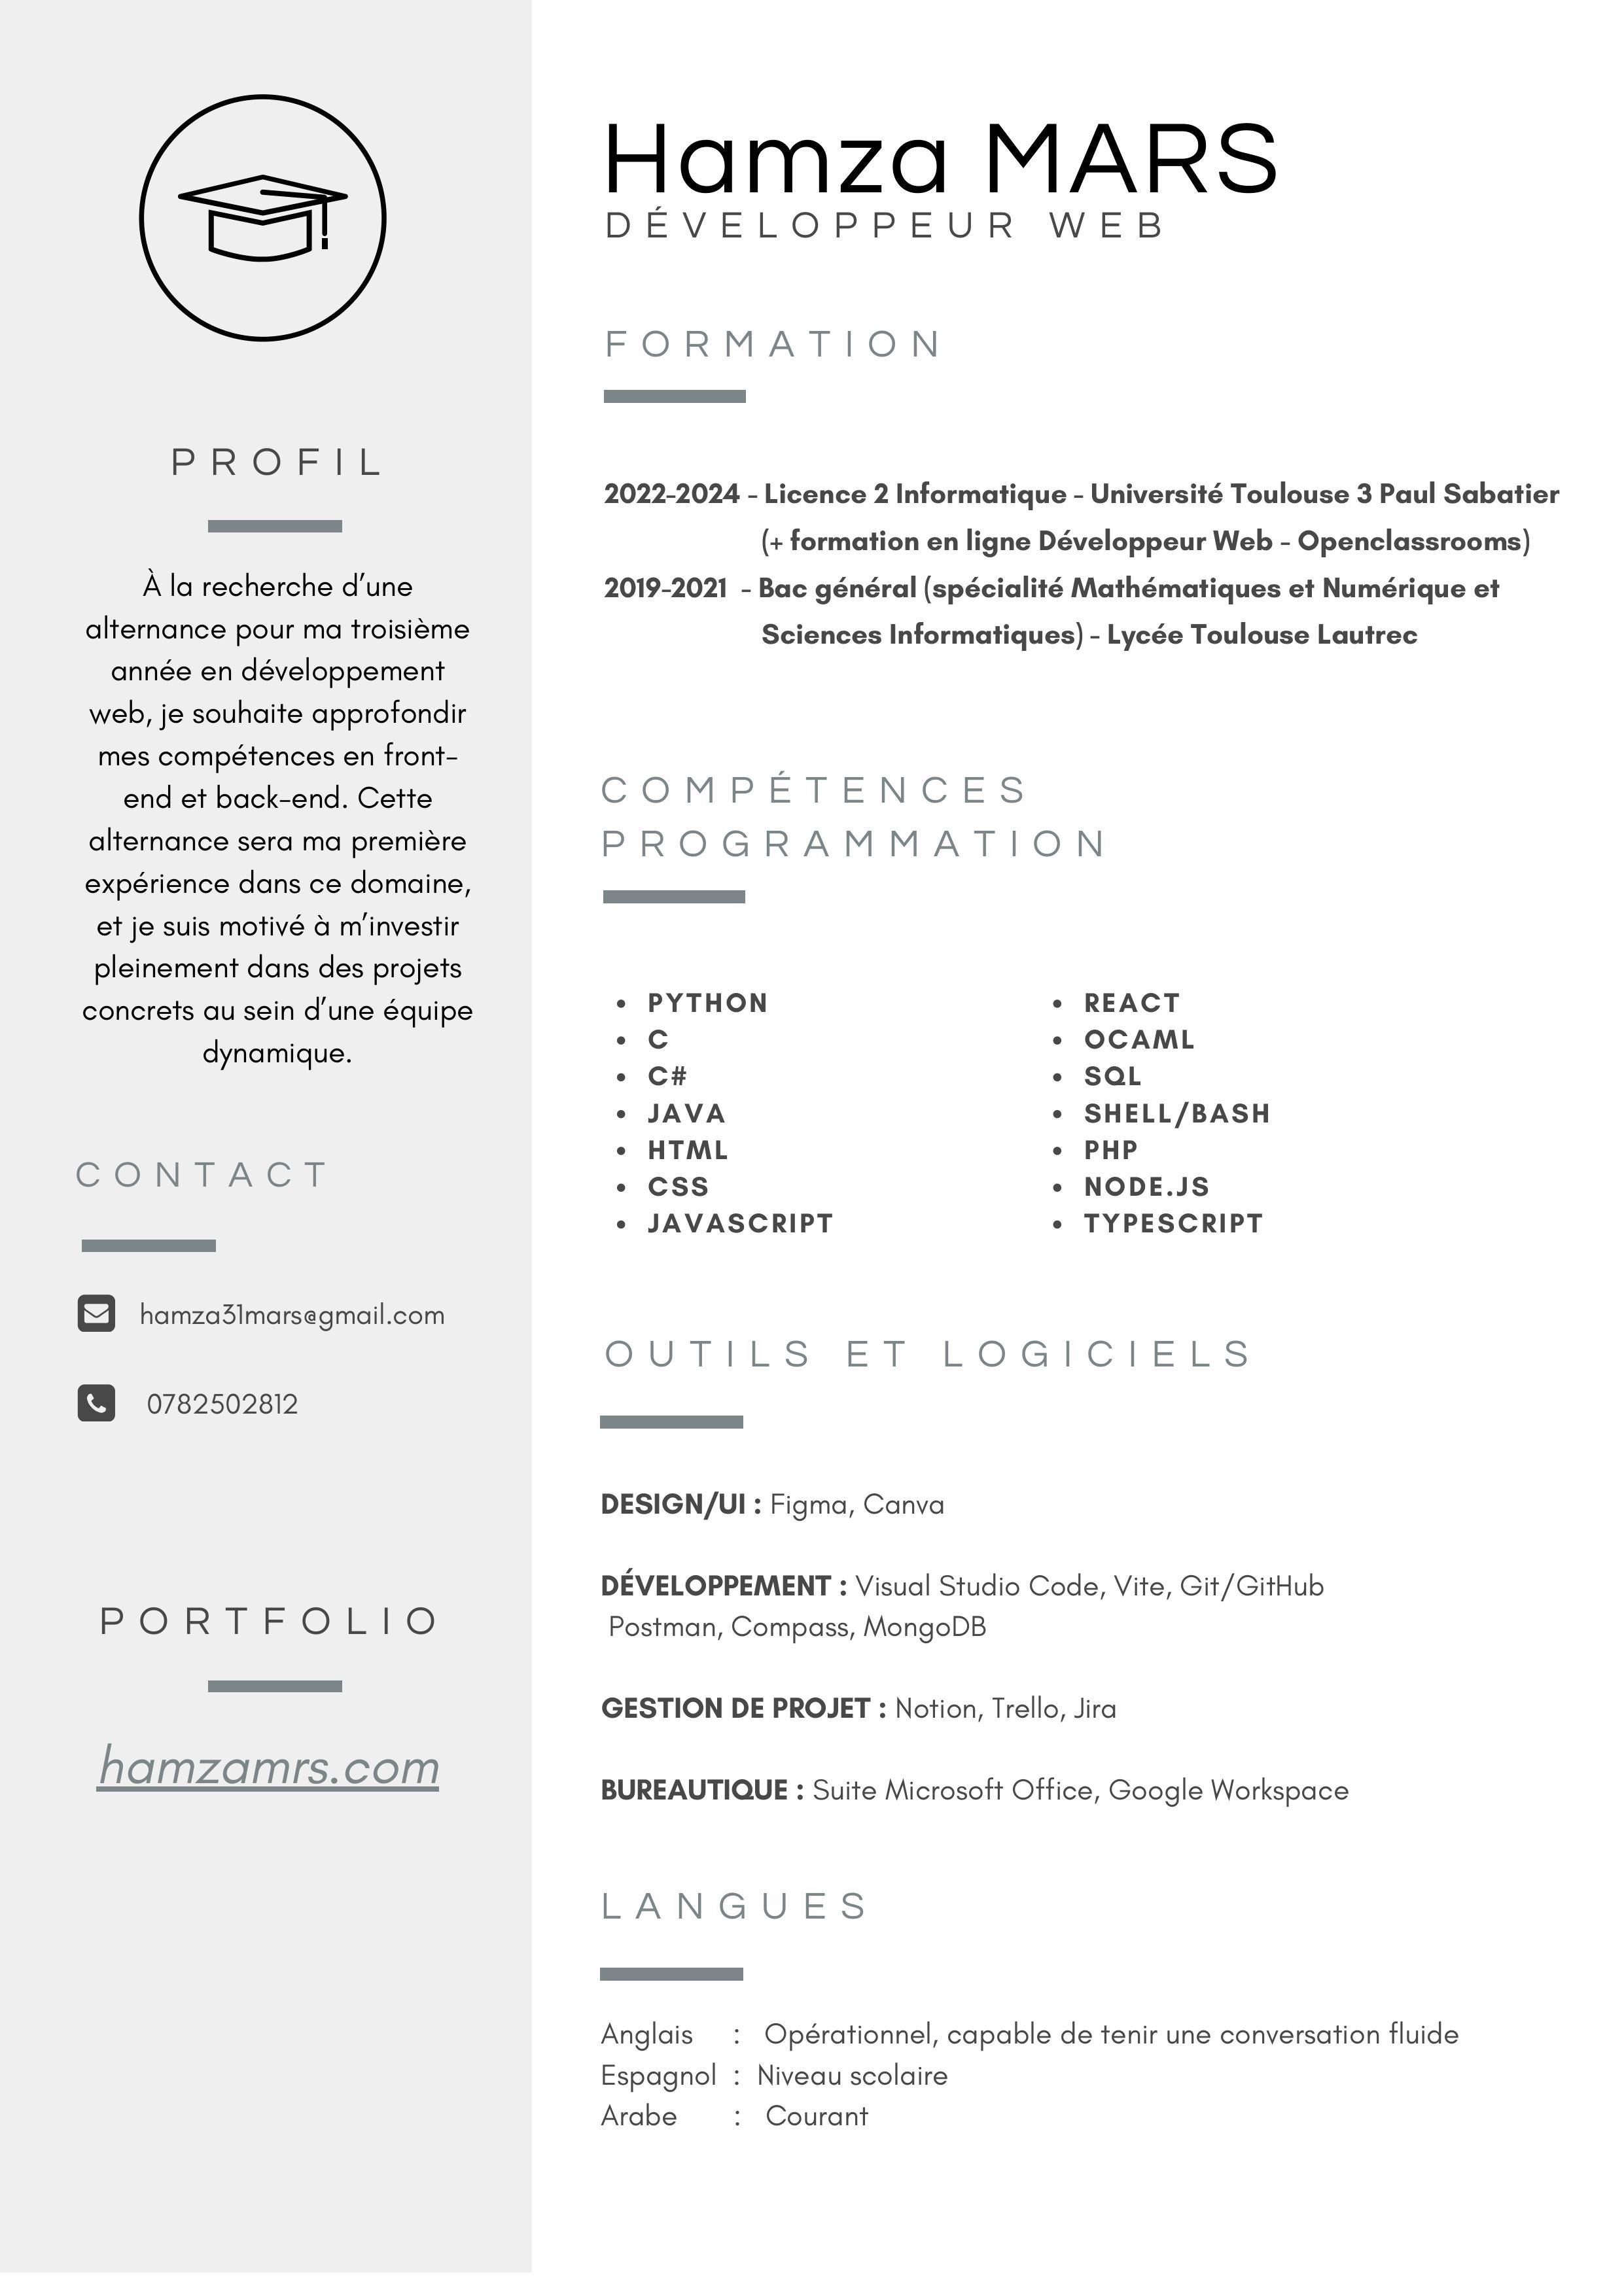 Hamza MARS
DÉVELOPPEUR WEB
PROFIL
À la recherche d’une
alternance pour ma troisième
année en développement
web, je souhaite approfondir
mes compétences en front-
end et back-end. Cette
alternance sera ma première
expérience dans ce domaine,
et je suis motivé à m’investir
pleinement dans des projets
concrets au sein d’une équipe
dynamique.
CONTACT
hamza31mars@gmail.com
0782502812
PORTFOLIO
hamzamrs.com
FORMATION
2022-2024 - Licence 2 Informatique - Université Toulouse 3 Paul Sabatier
(+ formation en ligne Développeur Web - Openclassrooms)
2019-2021 - Bac général (spécialité Mathématiques et Numérique et
Sciences Informatiques) - Lycée Toulouse Lautrec
COMPÉTENCES
PROGRAMMATION
• PYTHON
• C
• C#
• JAVA
• HTML
• CSS
• JAVASCRIPT
• REACT
• OCAML
• SQL
• SHELL/BASH
• PHP
• NODE.JS
• TYPESCRIPT
OUTILS ET LOGICIELS
DESIGN/UI : Figma, Canva
DÉVELOPPEMENT : Visual Studio Code, Vite, Git/GitHub
Postman, Compass, MongoDB
GESTION DE PROJET : Notion, Trello, Jira
BUREAUTIQUE : Suite Microsoft Office, Google Workspace
LANGUES
Anglais : Opérationnel, capable de tenir une conversation fluide
Espagnol : Niveau scolaire
Arabe : Courant